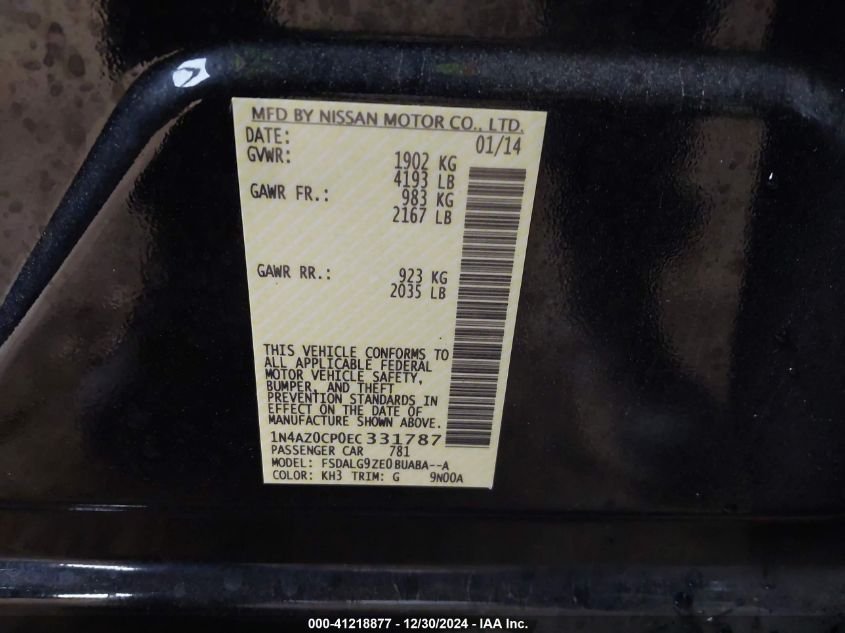 MFD BY NISSAN MOTOR CO., LTD.
DATE: 01/14
GVWR: 1902 KG
4193 LB
GAWR FR.: 983 KG
2167 LB
GAWR RR.: 923 KG
2035 LB
THIS VEHICLE CONFORMS TO
ALL APPLICABLE FEDERAL
MOTOR VEHICLE SAFETY,
BUMPER, AND THEFT
PREVENTION STANDARDS IN
EFFECT ON THE DATE OF
MANUFACTURE SHOWN ABOVE.
1N4AZ0CP0EC331787
PASSENGER CAR 781
MODEL: FSDALG9ZE0BUABA--A
COLOR: KH3 TRIM: G 9N00A
000-41218877 - 12/30/2024 - IAA Inc.